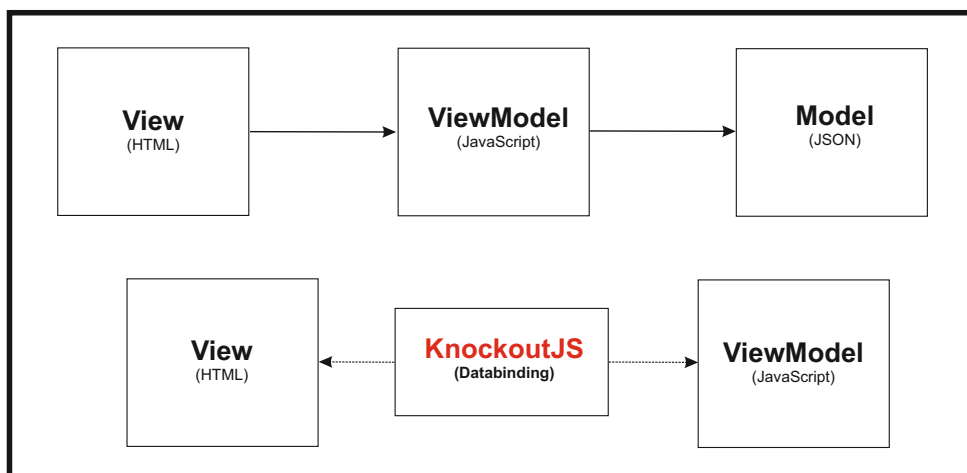 View
(HTML)
ViewModel
(JavaScript)
Model
(JSON)
View
(HTML)
KnockoutJS
(Databinding)
ViewModel
(JavaScript)